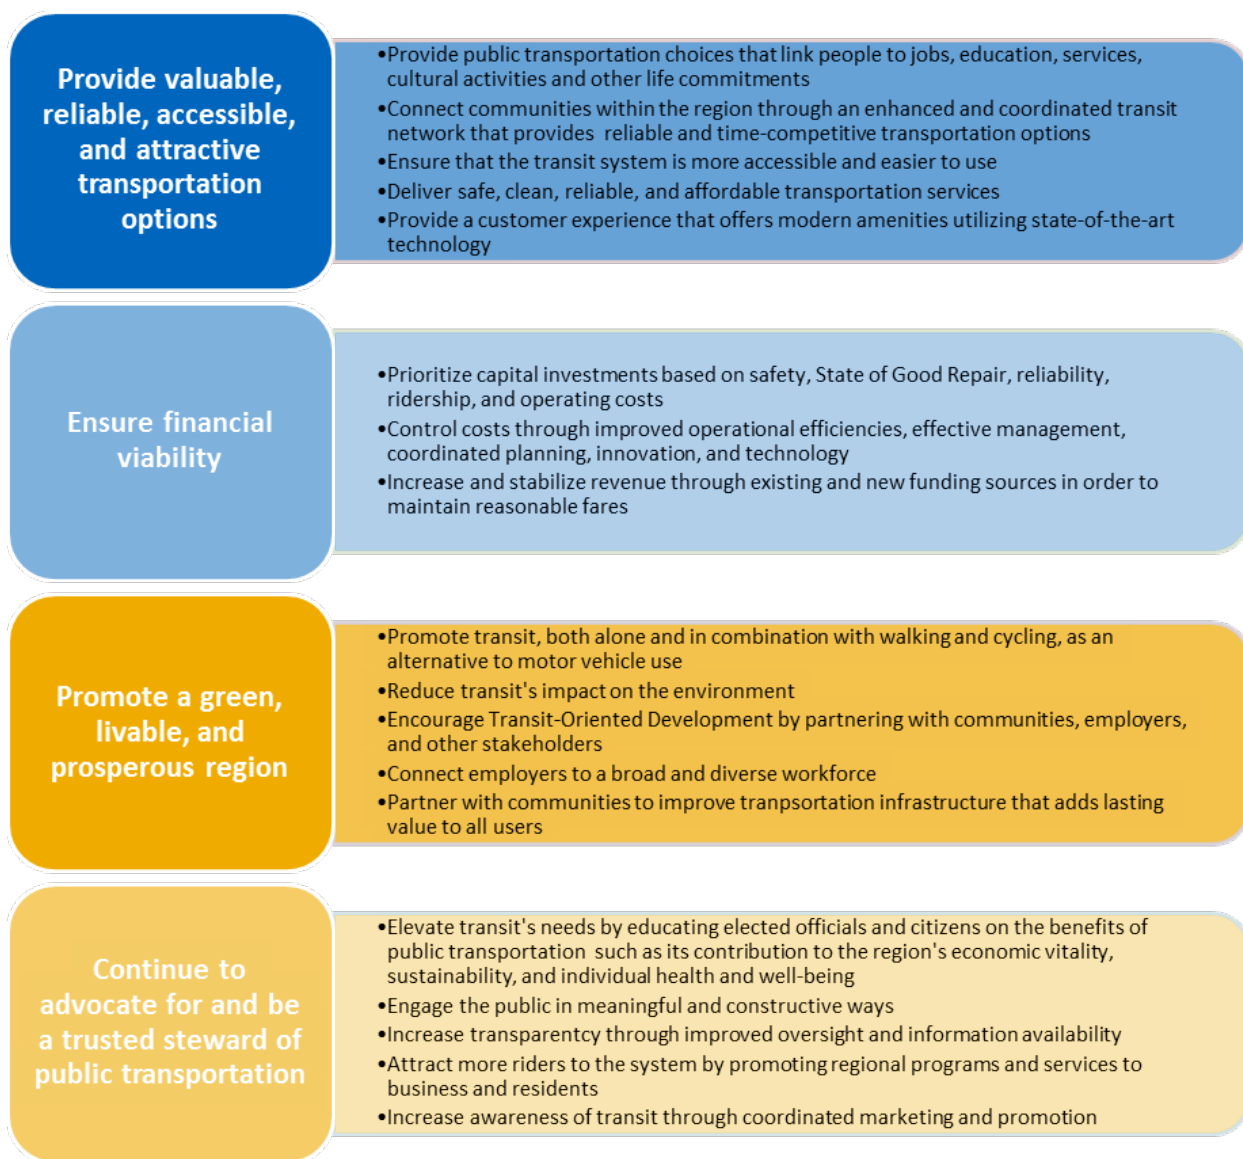 Provide valuable,
reliable, accessible,
and attractive
transportation
options
•Provide public transportation choices that link people to jobs, education, services,
cultural activities and other life commitments
•Connect communities within the region through an enhanced and coordinated transit
network that provides reliable and time-competitive transportation options
•Ensure that the transit system is more accessible and easier to use
•Deliver safe, clean, reliable, and affordable transportation services
•Provide a customer experience that offers modern amenities utilizing state-of-the-art
technology
Ensure financial
viability
•Prioritize capital investments based on safety, State of Good Repair, reliability,
ridership, and operating costs
•Control costs through improved operational efficiencies, effective management,
coordinated planning, innovation, and technology
•Increase and stabilize revenue through existing and new funding sources in order to
maintain reasonable fares
Promote a green,
livable, and
prosperous region
•Promote transit, both alone and in combination with walking and cycling, as an
alternative to motor vehicle use
•Reduce transit's impact on the environment
•Encourage Transit-Oriented Development by partnering with communities, employers,
and other stakeholders
•Connect employers to a broad and diverse workforce
•Partner with communities to improve tranpsortation infrastructure that adds lasting
value to all users
Continue to
advocate for and be
a trusted steward of
public transportation
•Elevate transit's needs by educating elected officials and citizens on the benefits of
public transportation such as its contribution to the region's economic vitality,
sustainability, and individual health and well-being
•Engage the public in meaningful and constructive ways
•Increase transparentcy through improved oversight and information availability
•Attract more riders to the system by promoting regional programs and services to
business and residents
•Increase awareness of transit through coordinated marketing and promotion